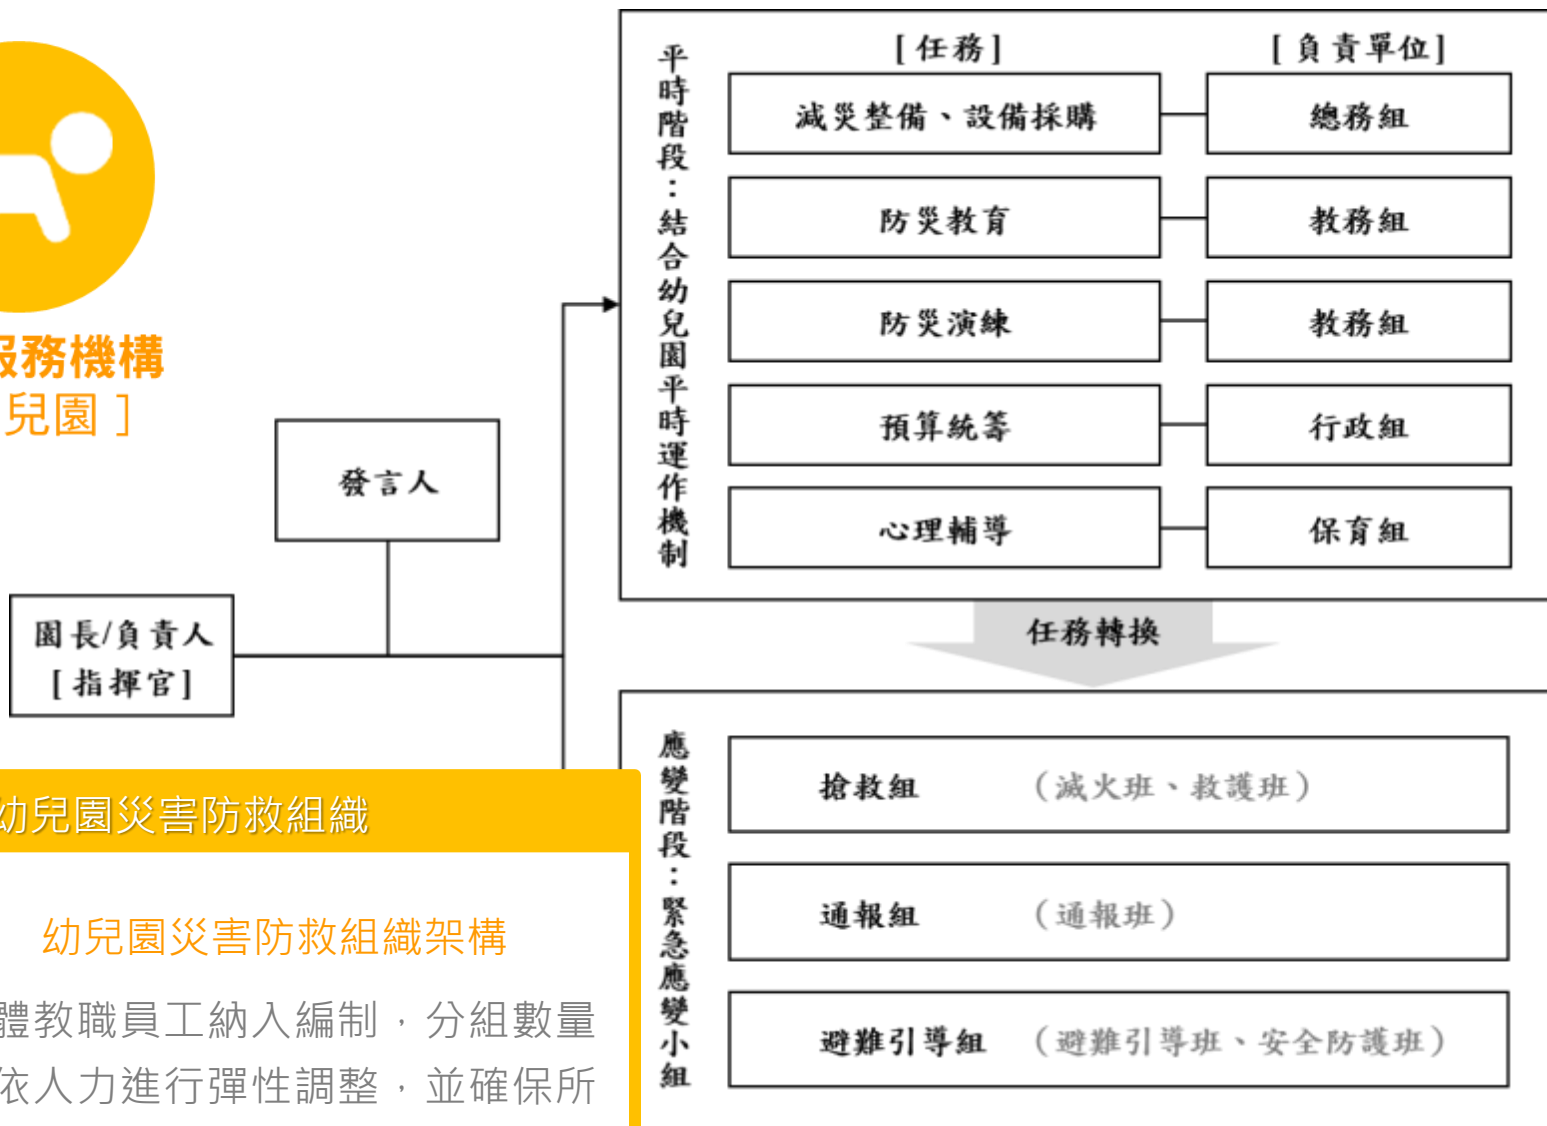 服務機構
兒園 ]
發言人
園長/負責人
[指揮官]
平時階段：結合幼兒園平時運作機制
[任務] [負責單位]
減災整備、設備採購 總務組
防災教育 教務組
防災演練 教務組
預算統籌 行政組
心理輔導 保育組
任務轉換
應變階段：緊急應變小組
搶救組 (滅火班、救護班)
通報組 (通報班)
避難引導組 (避難引導班、安全防護班)
幼兒園災害防救組織
幼兒園災害防救組織架構
體教職員工納入編制，分組數量
依人力進行彈性調整，並確保所